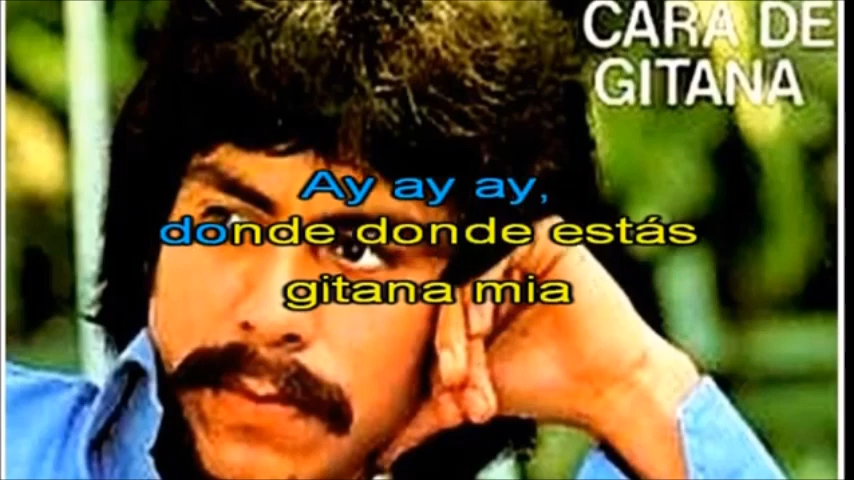 CARA DE
GITANA
Ay ay ay,
donde donde estás
gitana mia